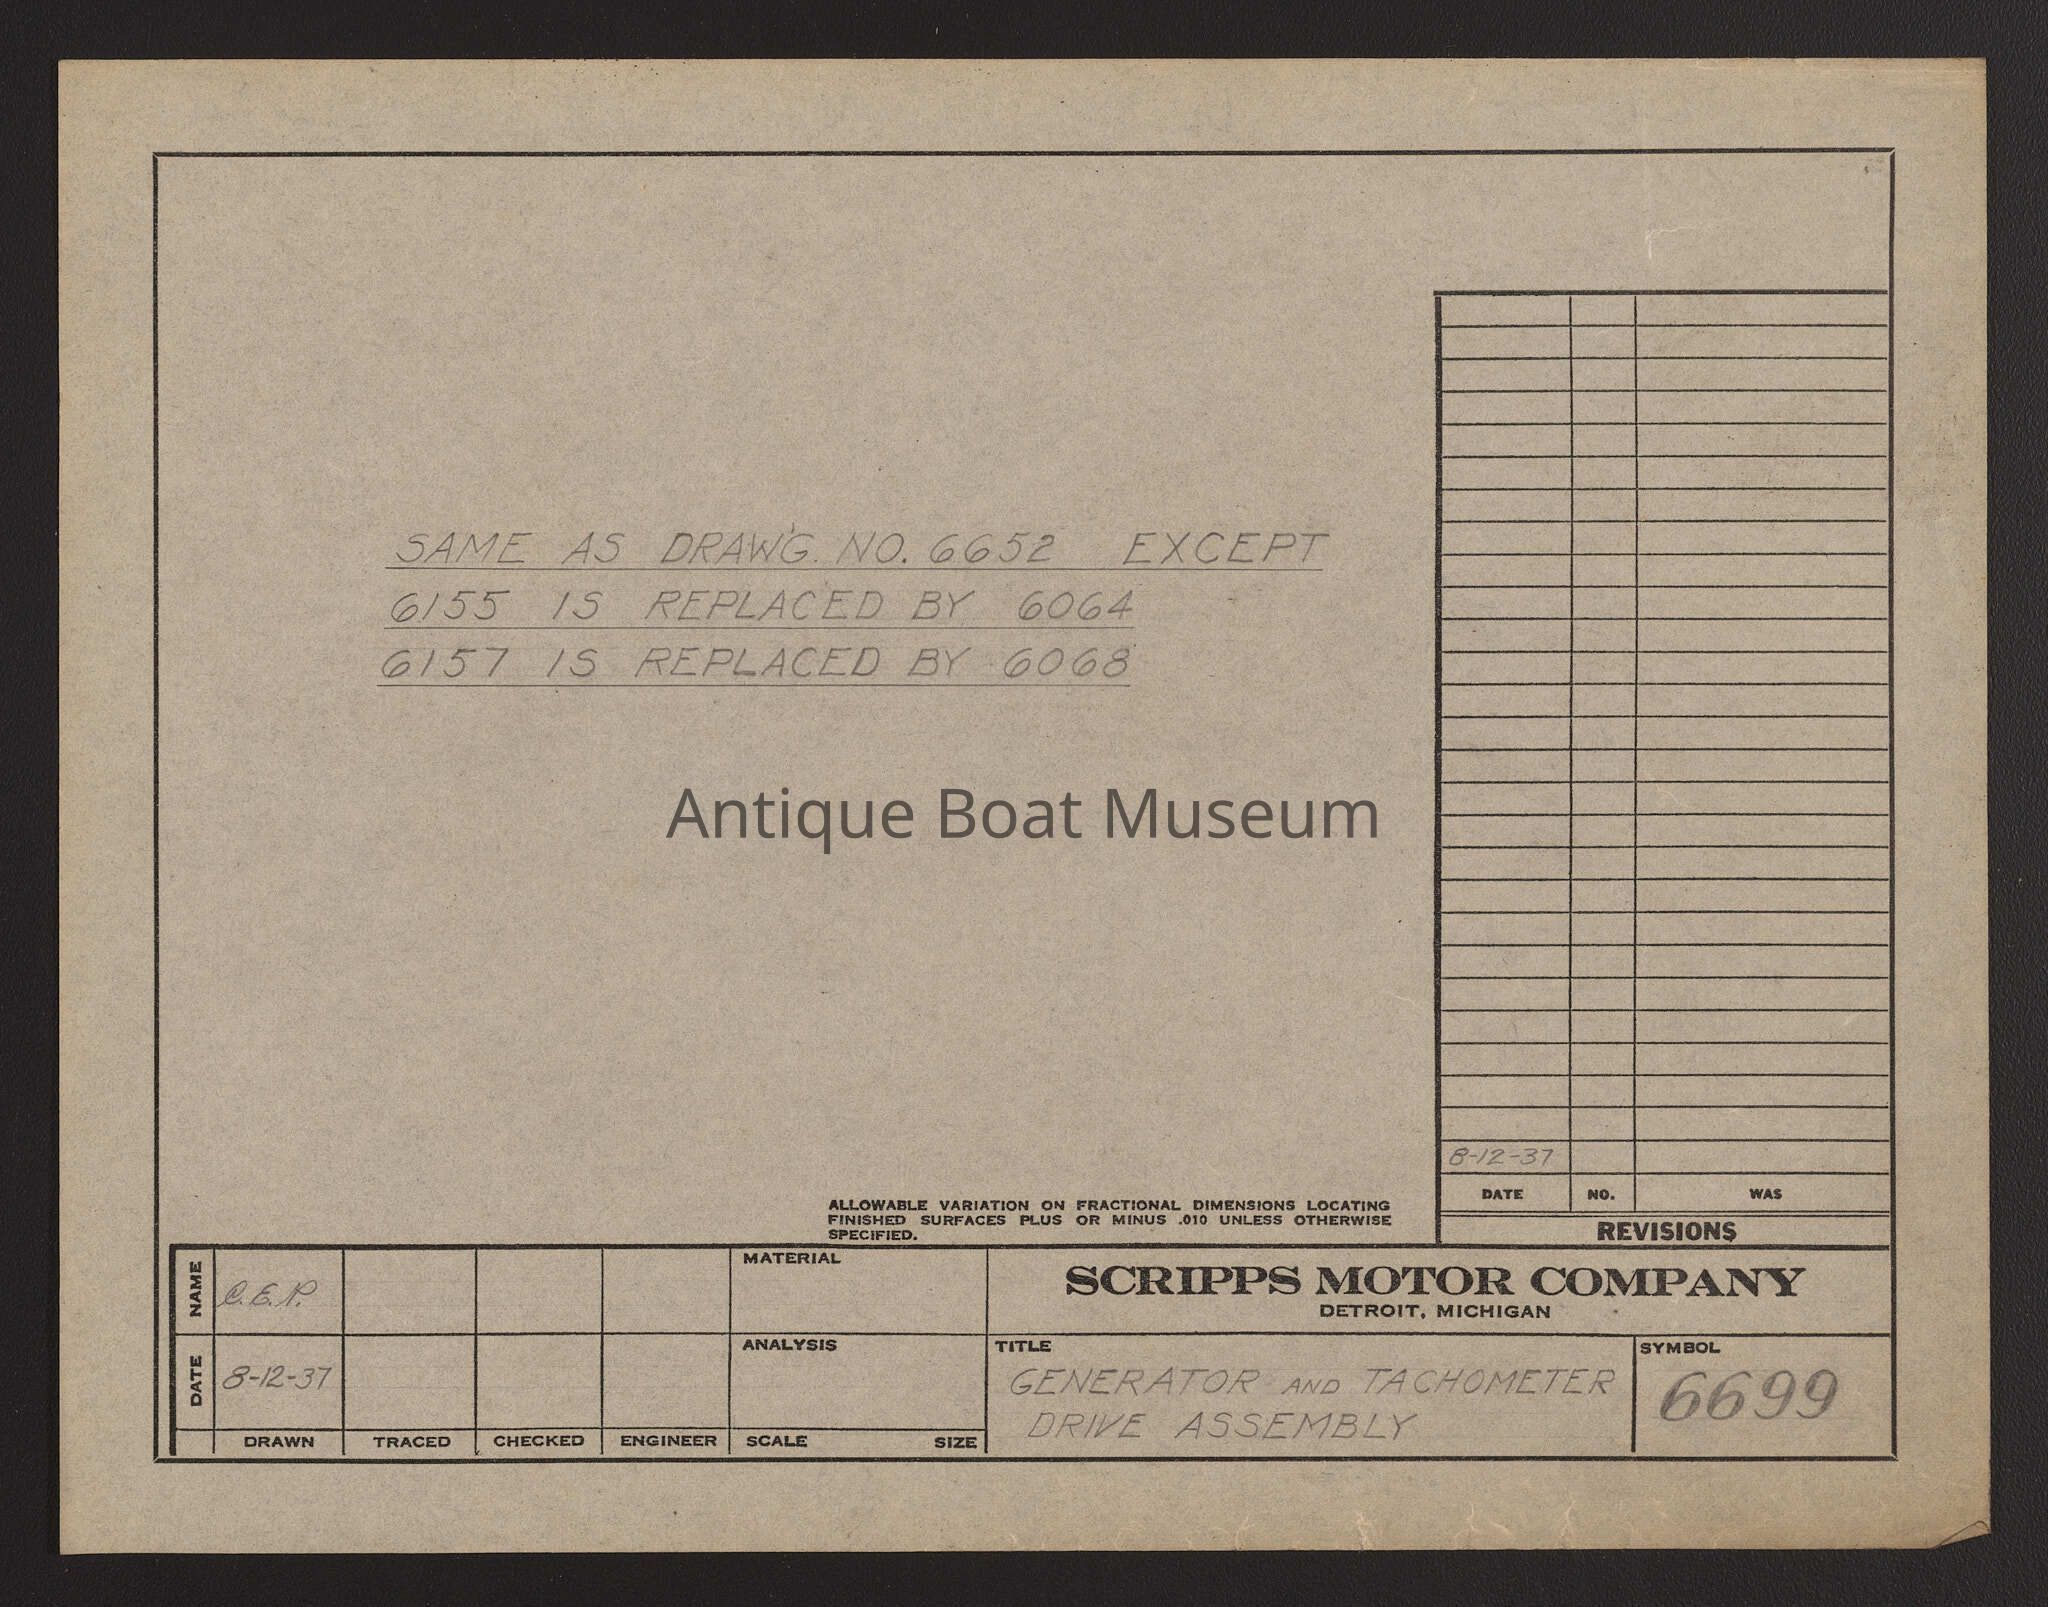 SAME AS DRAW'G. NO. 6652 EXCEPT
6155 IS REPLACED BY 6064
6157 IS REPLACED BY 6068
Antique Boat Museum
8-12-37
DATE NO. WAS
REVISIONS
ALLOWABLE VARIATION ON FRACTIONAL DIMENSIONS LOCATING
FINISHED SURFACES PLUS OR MINUS .010 UNLESS OTHERWISE
SPECIFIED.
NAME C.E.P.
DATE 8-12-37
DRAWN TRACED CHECKED ENGINEER
MATERIAL
ANALYSIS
SCALE SIZE
SCRIPPS MOTOR COMPANY
DETROIT, MICHIGAN
TITLE
GENERATOR AND TACHOMETER
DRIVE ASSEMBLY
SYMBOL
6699